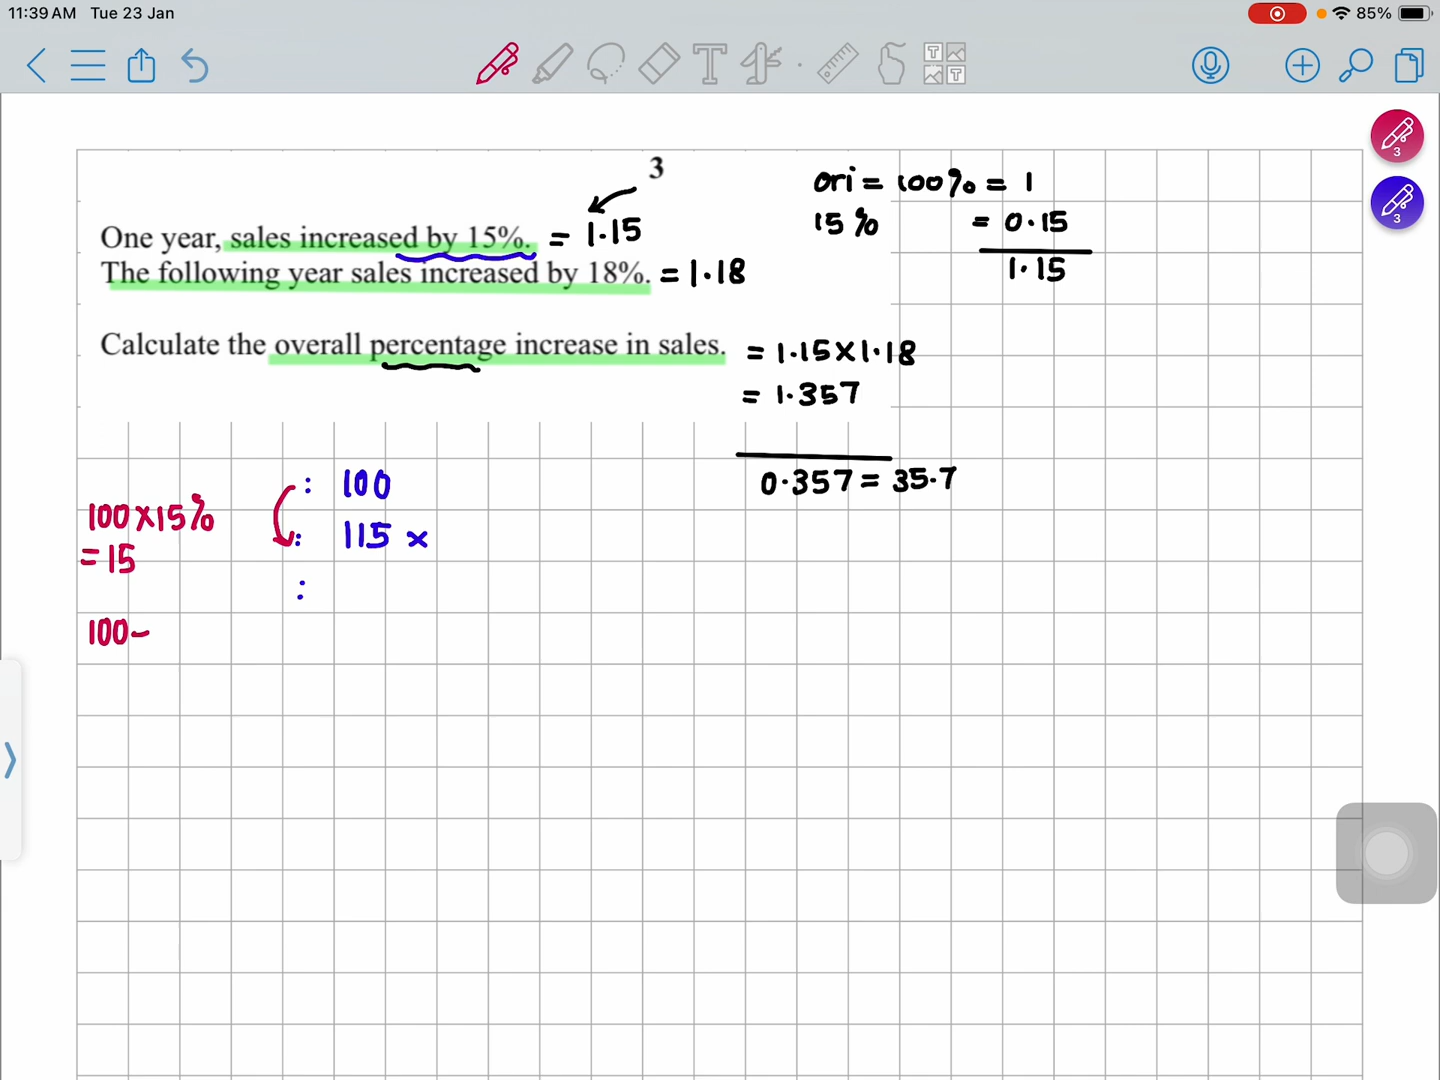 11:39 AM Tue 23 Jan
85%
3
One year, sales increased by 15%. = 1.15
The following year sales increased by 18%. = 1.18
ori = 100% = 1
15% = 0.15
1.15
Calculate the overall percentage increase in sales.
= 1.15 x 1.18
= 1.357
0.357 = 35.7
100 x 15%
= 15
100 -
: 100
: 115 x
:
T
T
T
3
3